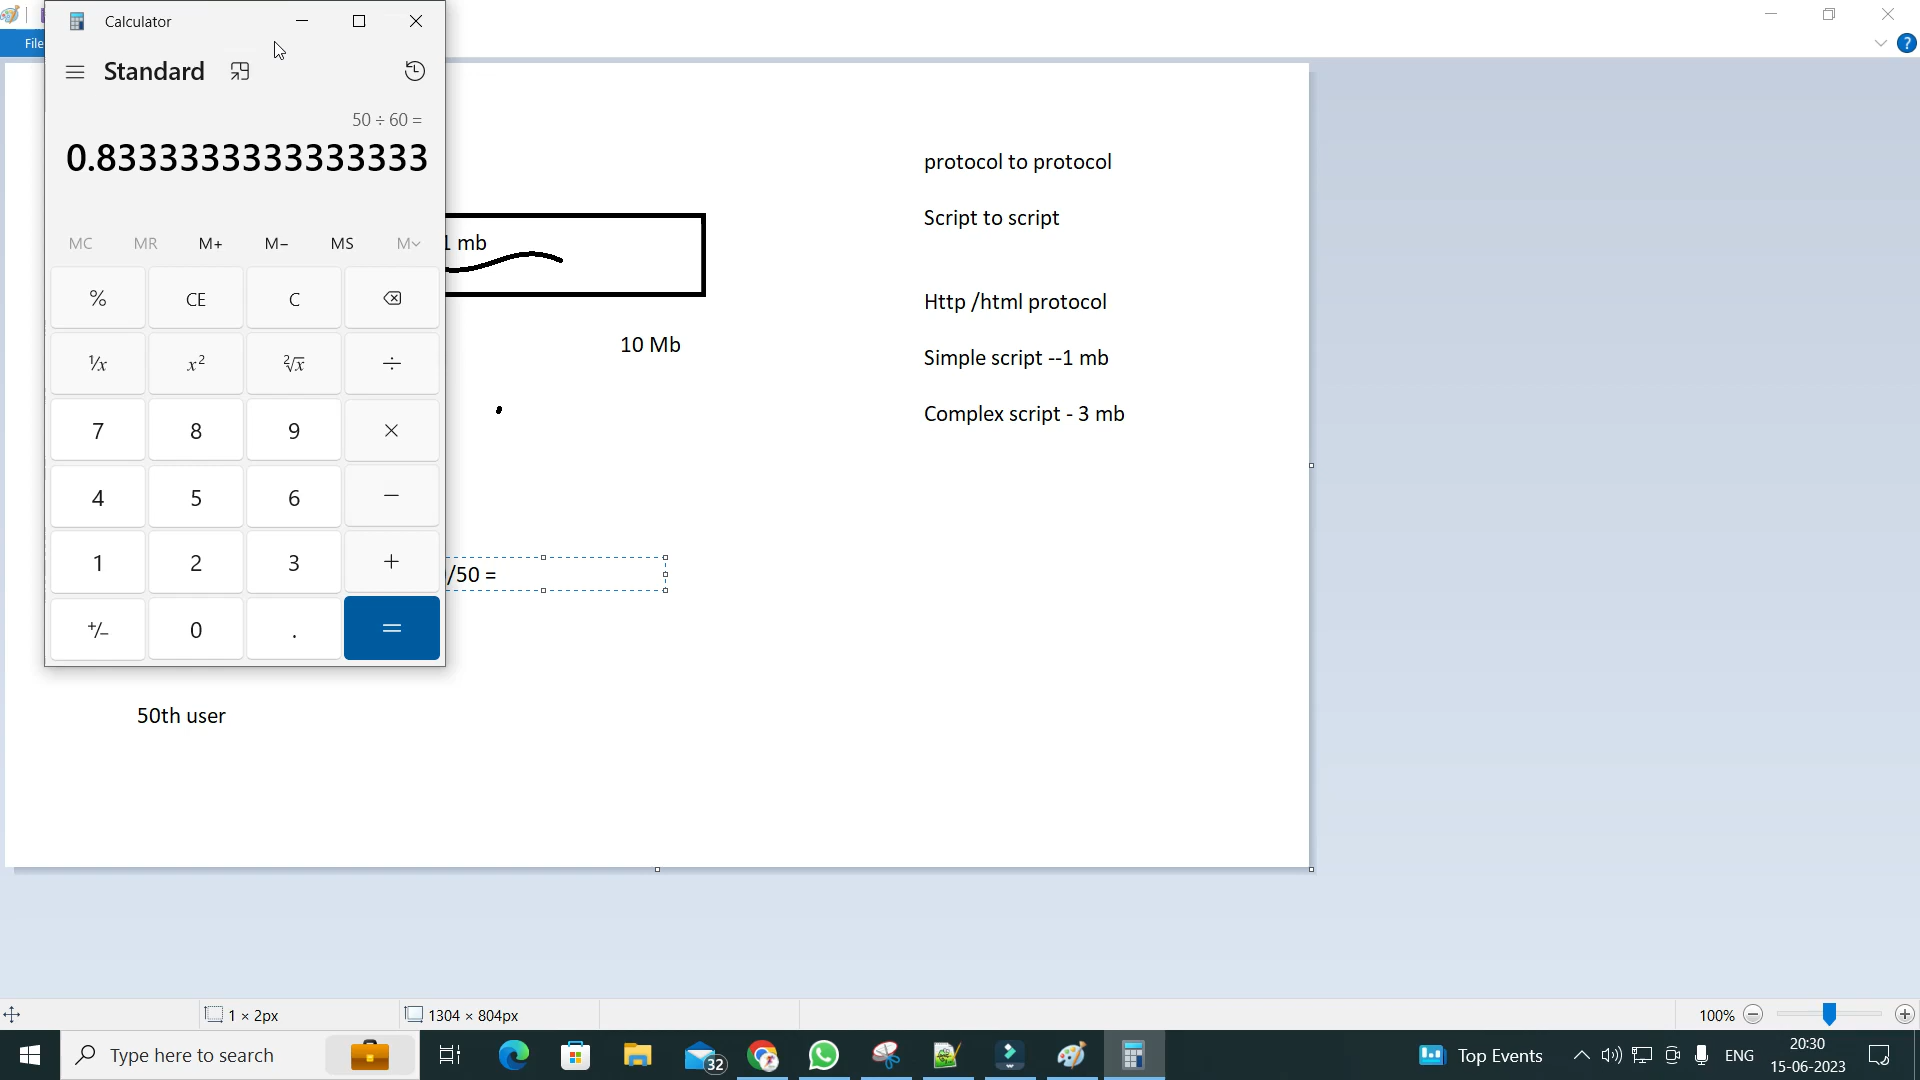 Calculator
File
Standard
50 ÷ 60 =
0.8333333333333333
MC MR M+ M− MS M
% CE C
⅟x x² ²√x ÷
7 8 9 ×
4 5 6 −
1 2 3 +
+/− 0 . =
1 mb
10 Mb
/50 =
50th user
protocol to protocol
Script to script
Http /html protocol
Simple script --1 mb
Complex script - 3 mb
1 × 2px
1304 × 804px
100%
Type here to search
32
Top Events
ENG
20:30
15-06-2023